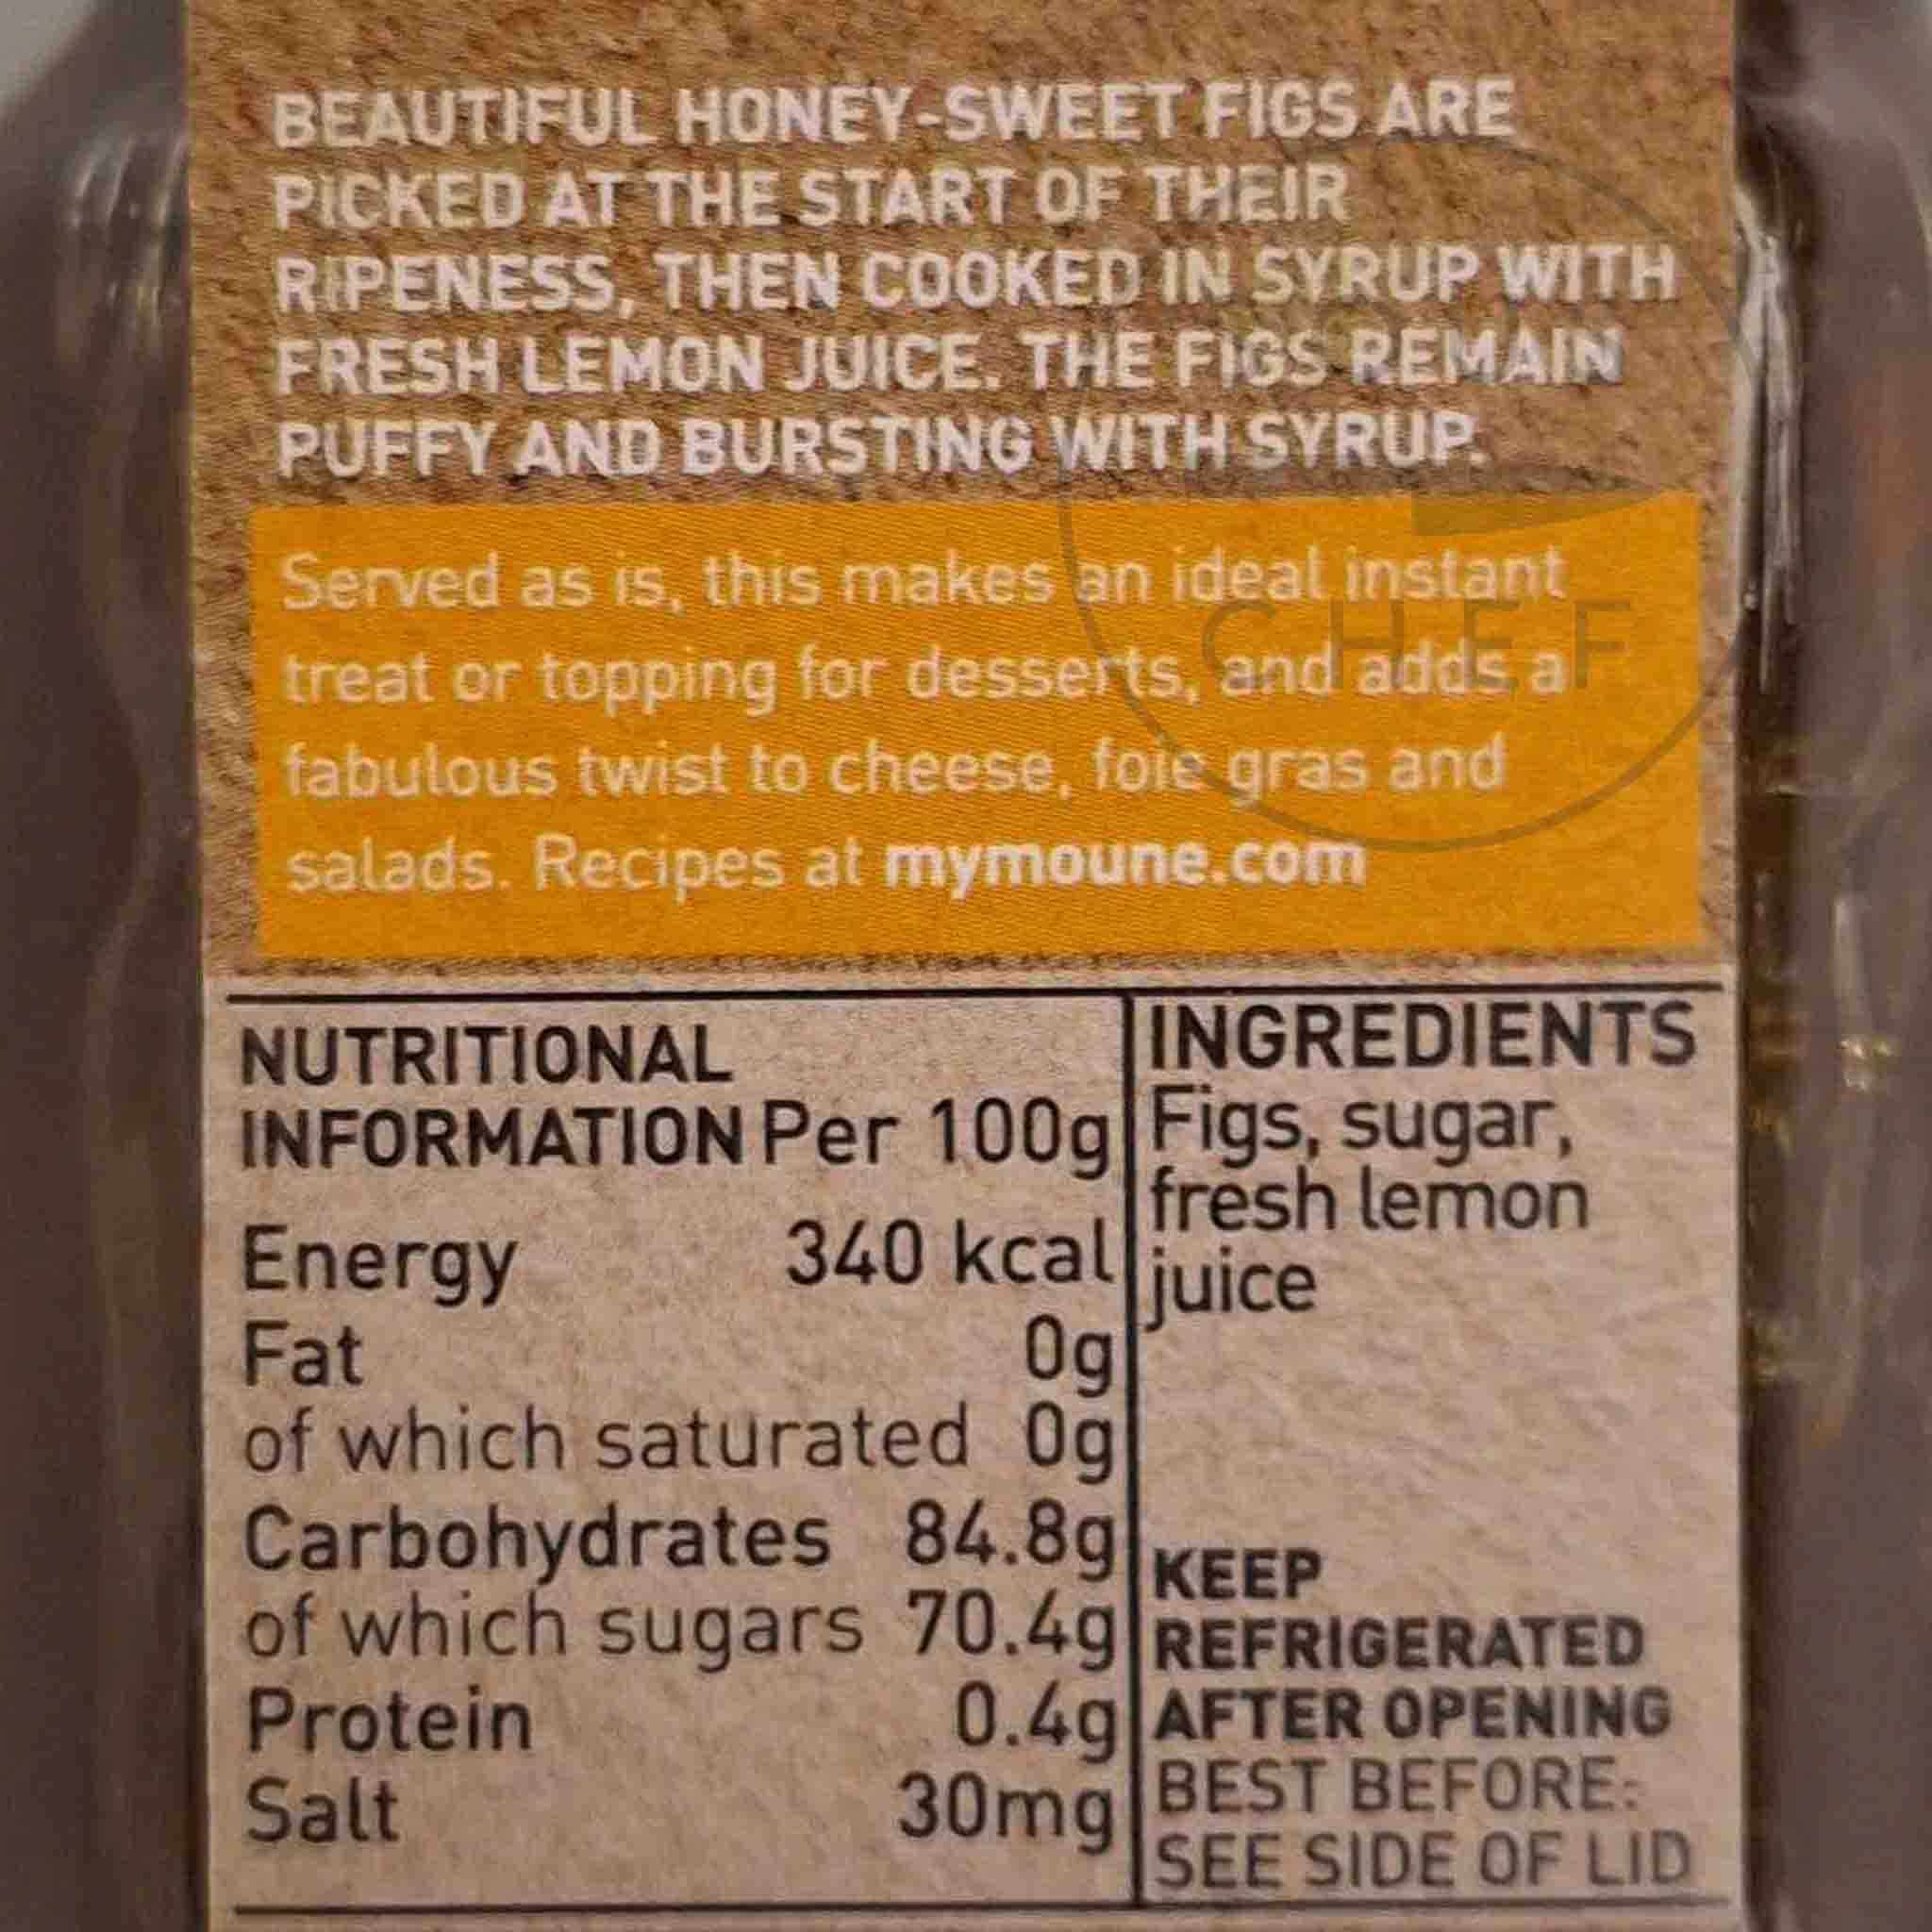 BEAUTIFUL HONEY-SWEET FIGS ARE
PICKED AT THE START OF THEIR
RIPENESS, THEN COOKED IN SYRUP WITH
FRESH LEMON JUICE. THE FIGS REMAIN
PUFFY AND BURSTING WITH SYRUP.
Served as is, this makes an ideal instant
CHEF
treat or topping for desserts, and adds a
fabulous twist to cheese, foie gras and
salads. Recipes at mymoune.com
NUTRITIONAL
INFORMATION Per 100g
Energy 340 kcal
Fat 0g
of which saturated 0g
Carbohydrates 84.8g
of which sugars 70.4g
Protein 0.4g
Salt 30mg
INGREDIENTS
Figs, sugar,
fresh lemon
juice
KEEP
REFRIGERATED
AFTER OPENING
BEST BEFORE:
SEE SIDE OF LID